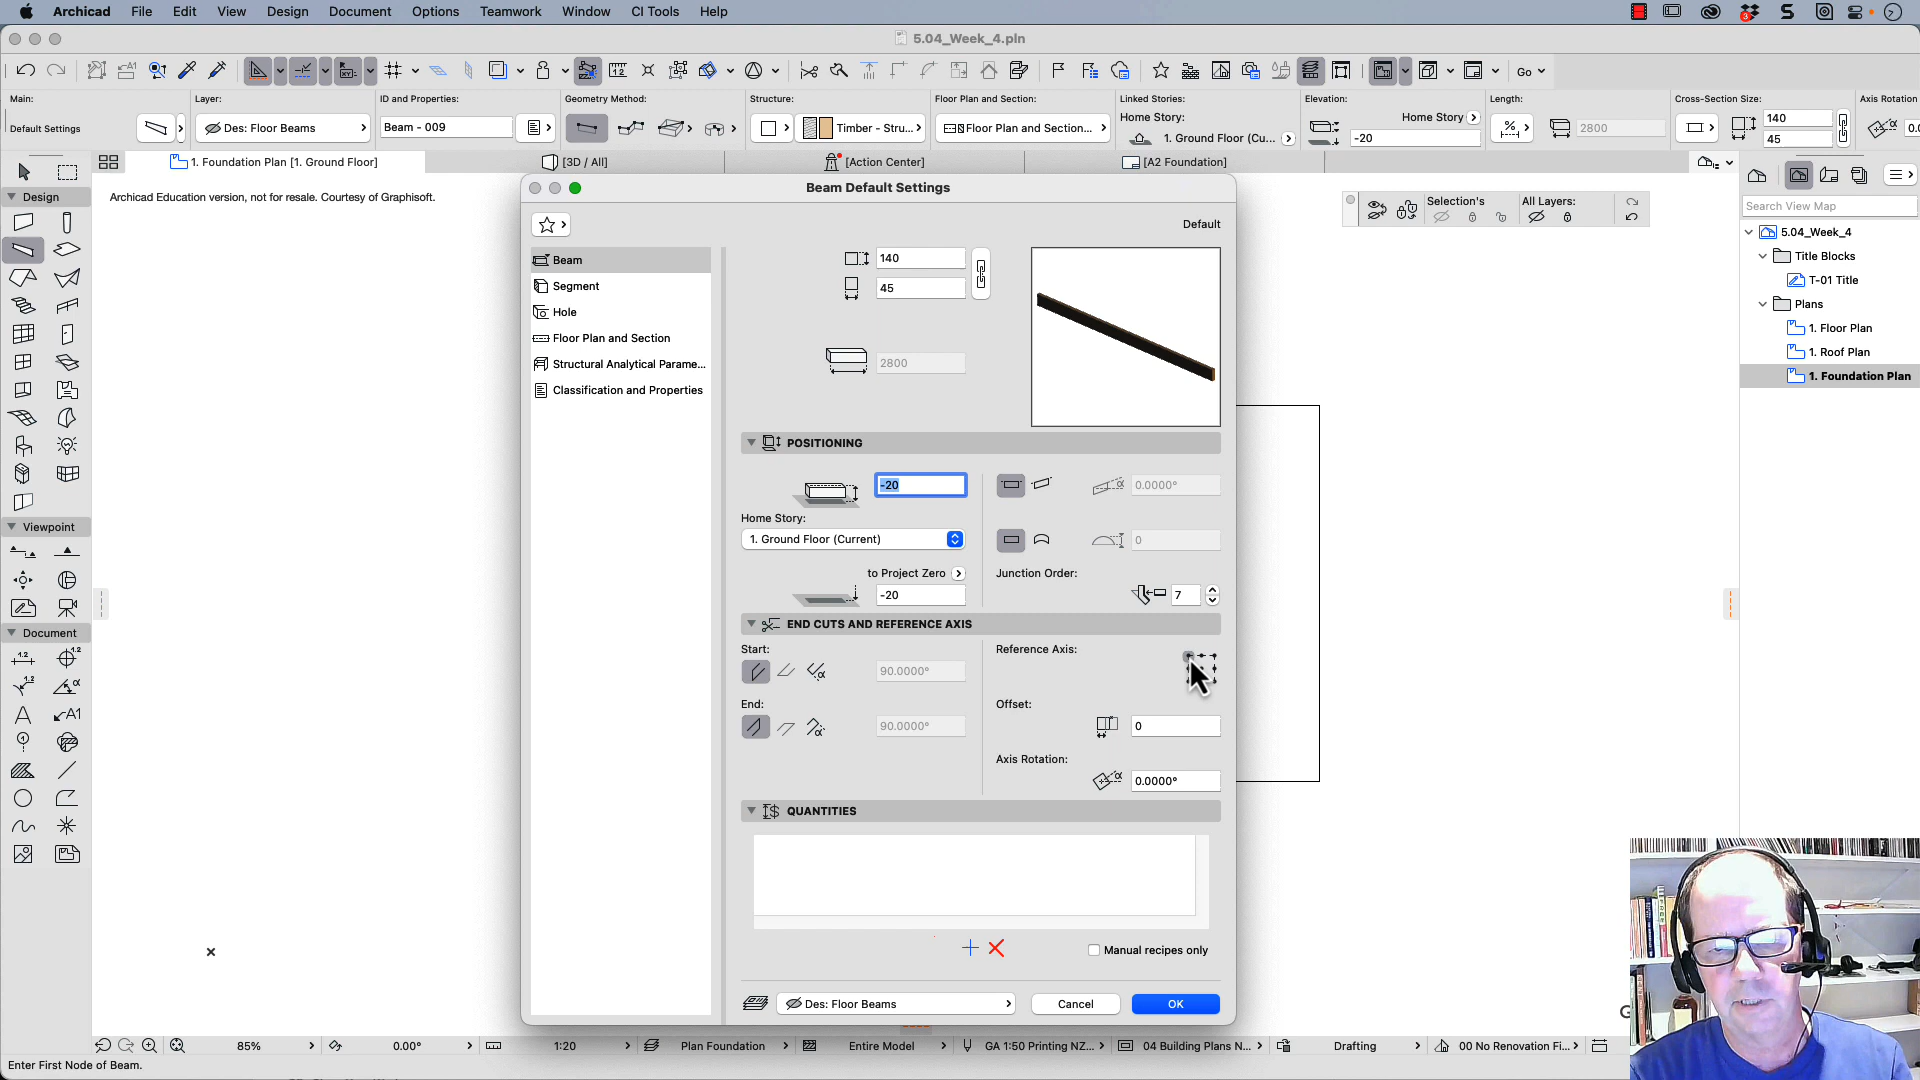 Archicad File Edit View Design Document Options Teamwork Window CI Tools Help
5.04_Week_4.pln
Go
Main: Layer: ID and Properties: Geometry Method: Structure: Floor Plan and Section: Linked Stories: Elevation: Length: Cross-Section Size: Axis Rotation
Default Settings Des: Floor Beams Beam - 009 Timber - Stru... Floor Plan and Section... Home Story: Home Story 2800 140
1. Ground Floor (Cu... -20 45
1. Foundation Plan [1. Ground Floor] [3D / All] [Action Center] [A2 Foundation]
Archicad Education version, not for resale. Courtesy of Graphisoft.
Design
Viewpoint
Document
Beam Default Settings
Default
Beam
Segment
Hole
Floor Plan and Section
Structural Analytical Parame...
Classification and Properties
140
45
2800
POSITIONING
-20
0.0000°
Home Story:
1. Ground Floor (Current)
0
to Project Zero
Junction Order:
-20
7
END CUTS AND REFERENCE AXIS
Start: Reference Axis:
90.0000°
End: Offset:
90.0000° 0
Axis Rotation:
0.0000°
QUANTITIES
Manual recipes only
Des: Floor Beams Cancel OK
Selection's All Layers:
Search View Map
5.04_Week_4
Title Blocks
T-01 Title
Plans
1. Floor Plan
1. Roof Plan
1. Foundation Plan
85% 0.00° 1:20 Plan Foundation Entire Model GA 1:50 Printing NZ... 04 Building Plans N... Drafting 00 No Renovation Fi...
Enter First Node of Beam.